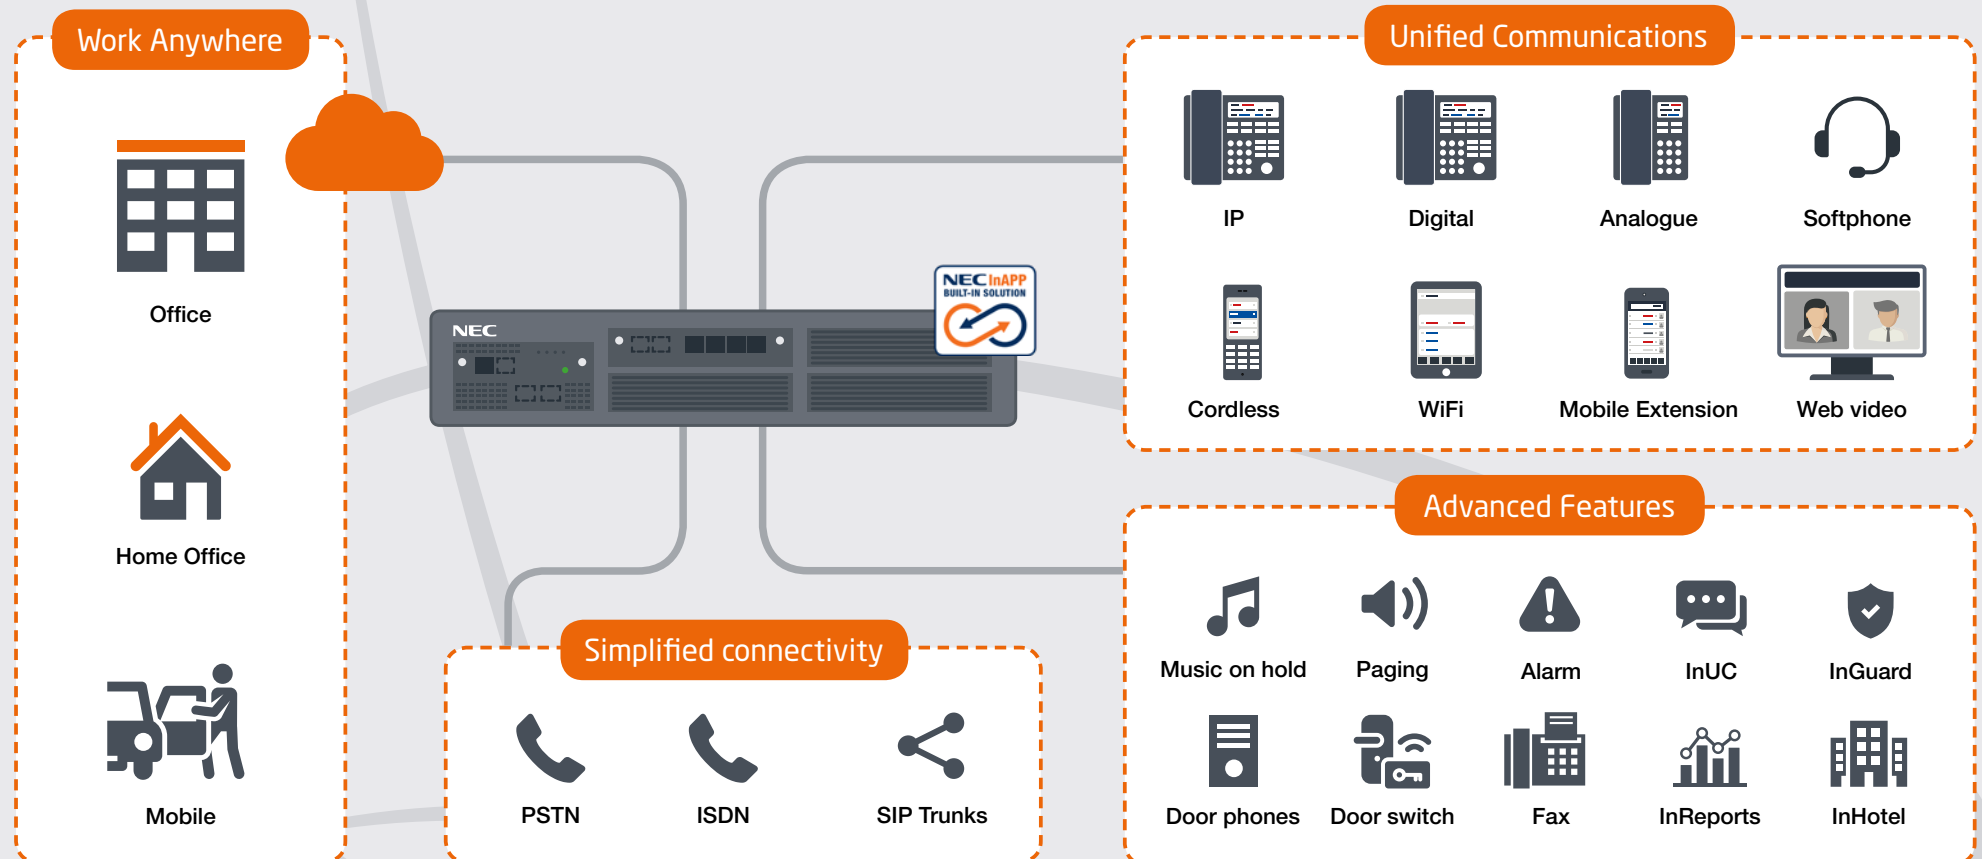 Work Anywhere
Office
Home Office
Mobile
NEC
NEC InAPP
BUILT-IN SOLUTION
Simplified connectivity
PSTN
ISDN
SIP Trunks
Unified Communications
IP
Digital
Analogue
Softphone
Cordless
WiFi
Mobile Extension
Web video
Advanced Features
Music on hold
Paging
Alarm
InUC
InGuard
Door phones
Door switch
Fax
InReports
InHotel